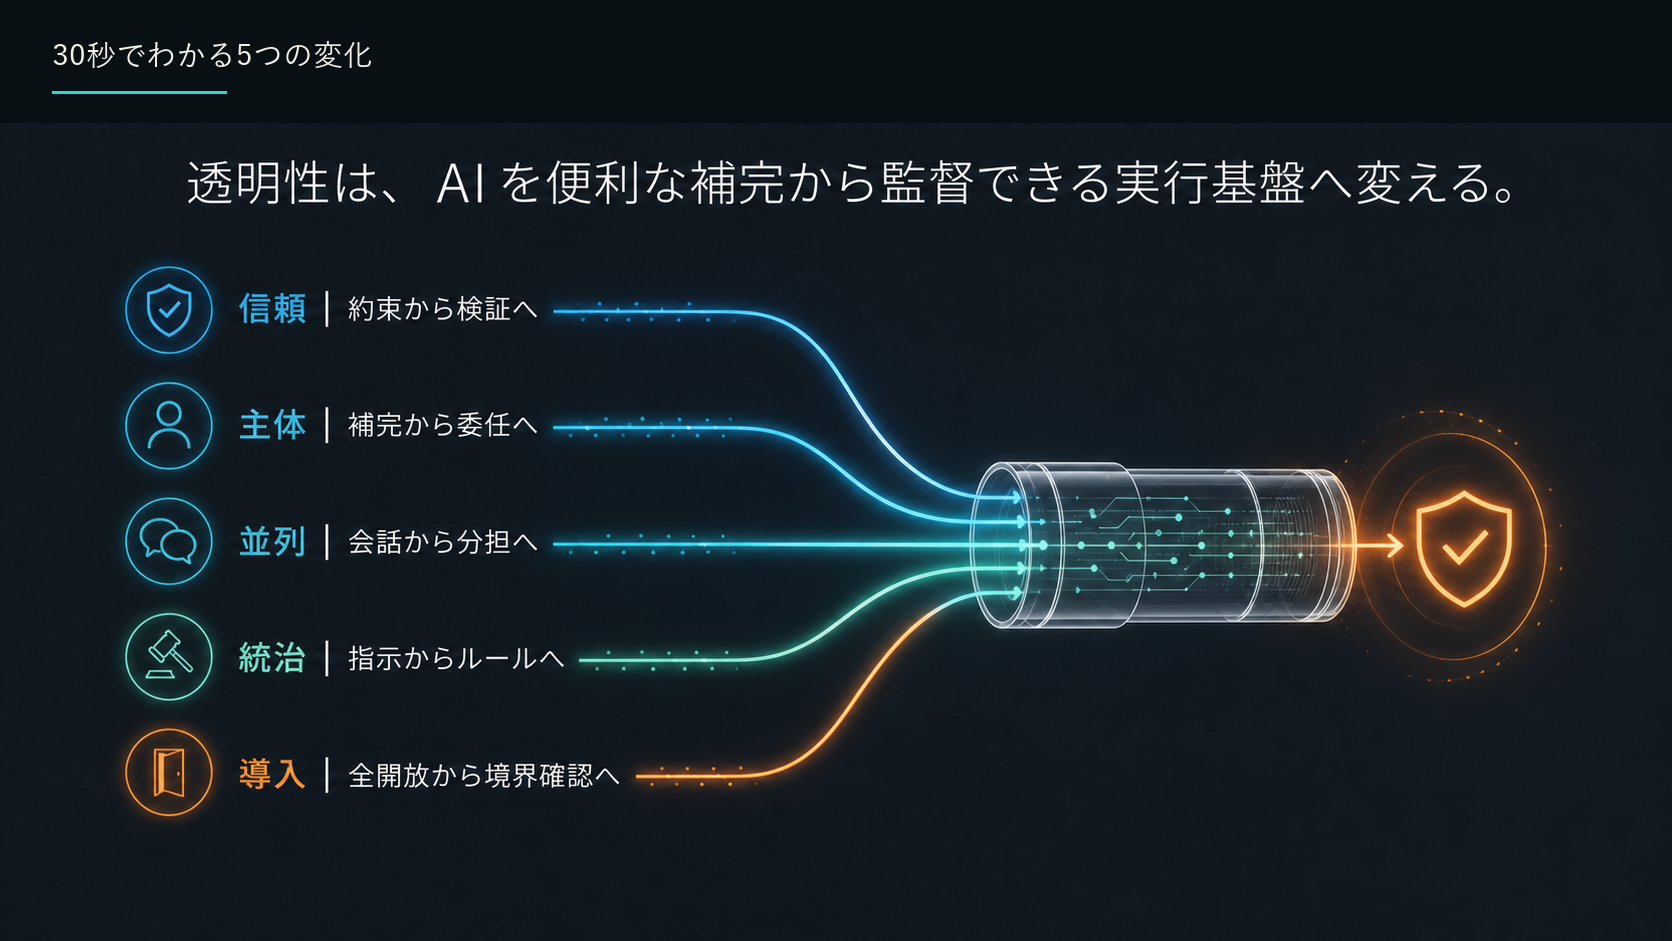 30秒でわかる5つの変化
透明性は、 AI を便利な補完から監督できる実行基盤へ変える。
信頼 | 約束から検証へ
主体 | 補完から委任へ
並列 | 会話から分担へ
統治 | 指示からルールへ
導入 | 全開放から境界確認へ